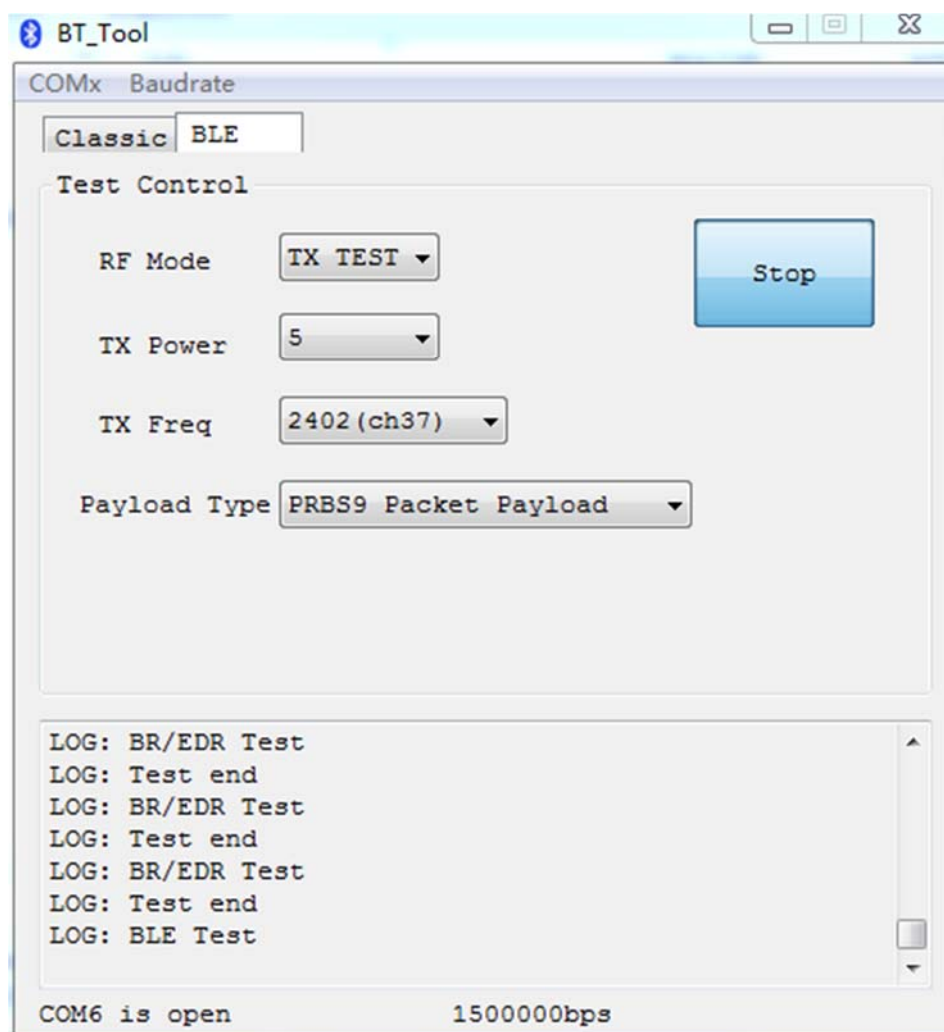 BT_Tool
COMx Baudrate
Classic BLE
Test Control
RF Mode TX TEST
Stop
TX Power 5
TX Freq 2402(ch37)
Payload Type PRBS9 Packet Payload
LOG: BR/EDR Test
LOG: Test end
LOG: BR/EDR Test
LOG: Test end
LOG: BR/EDR Test
LOG: Test end
LOG: BLE Test
COM6 is open 1500000bps